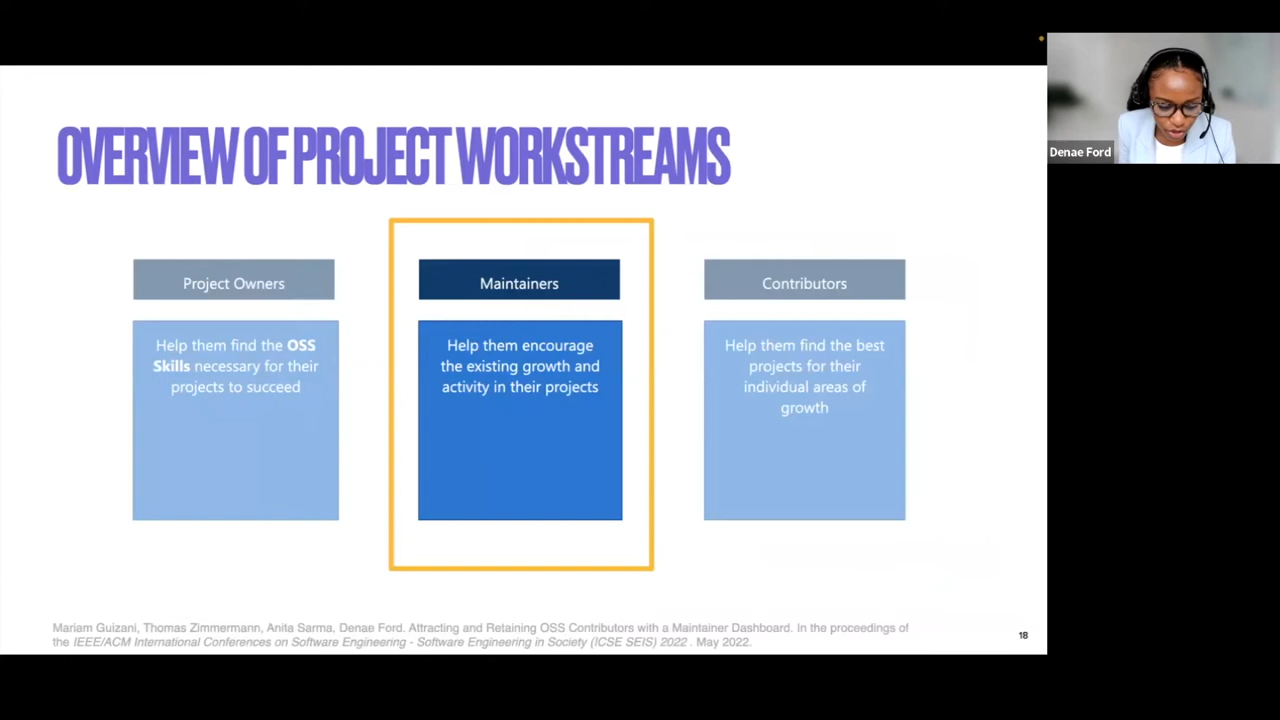 OVERVIEW OF PROJECT WORKSTREAMS
Denae Ford
Project Owners
Help them find the OSS
Skills necessary for their
projects to succeed
Maintainers
Help them encourage
the existing growth and
activity in their projects
Contributors
Help them find the best
projects for their
individual areas of
growth
Mariam Guizani, Thomas Zimmermann, Anita Sarma, Denae Ford. Attracting and Retaining OSS Contributors with a Maintainer Dashboard. In the proceedings of
the IEEE/ACM International Conferences on Software Engineering - Software Engineering in Society (ICSE SEIS) 2022 . May 2022.
18